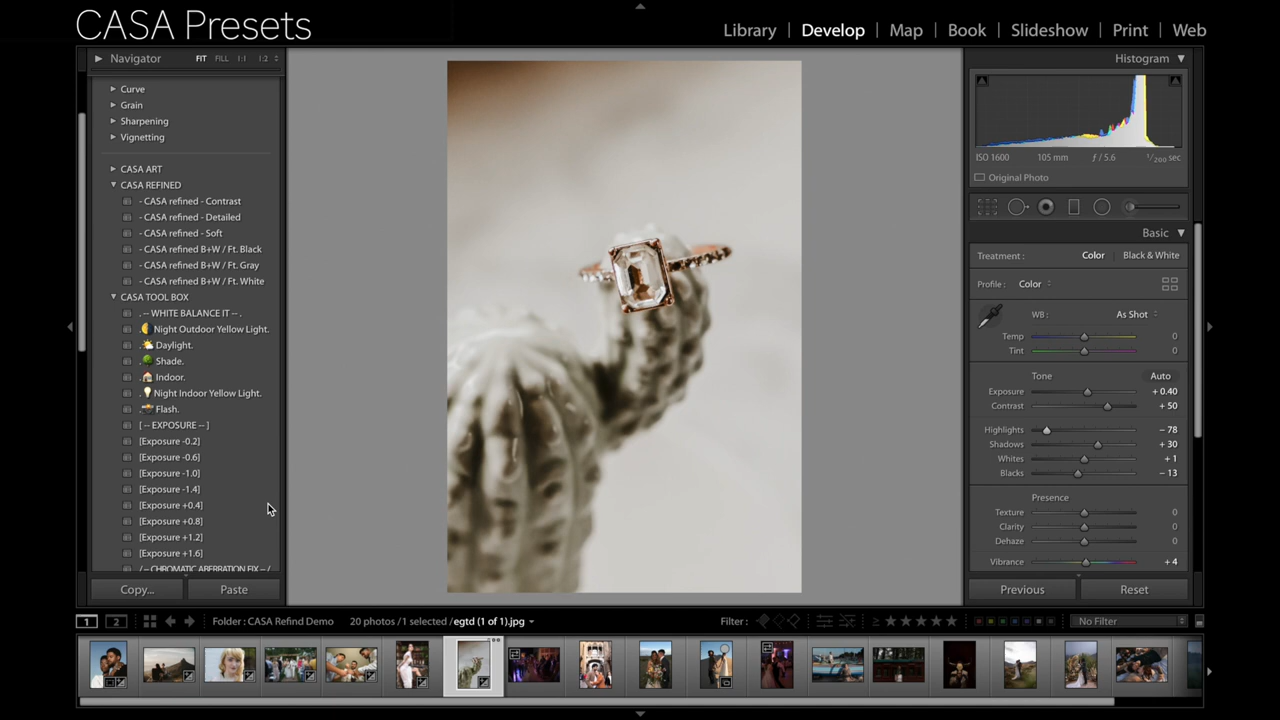 CASA Presets
Library | Develop | Map | Book | Slideshow | Print | Web
Navigator FIT FILL 1:1 1:2
Curve
Grain
Sharpening
Vignetting
CASA ART
CASA REFINED
- CASA refined - Contrast
- CASA refined - Detailed
- CASA refined - Soft
- CASA refined B+W / Ft. Black
- CASA refined B+W / Ft. Gray
- CASA refined B+W / Ft. White
CASA TOOL BOX
. -- WHITE BALANCE IT -- .
. Night Outdoor Yellow Light.
. Daylight.
. Shade.
. Indoor.
. Night Indoor Yellow Light.
. Flash.
[ -- EXPOSURE -- ]
[Exposure -0.2]
[Exposure -0.6]
[Exposure -1.0]
[Exposure -1.4]
[Exposure +0.4]
[Exposure +0.8]
[Exposure +1.2]
[Exposure +1.6]
/ -- CHROMATIC ABERRATION FIX -- /
Copy... Paste
Histogram
ISO 1600 105 mm f / 5.6 1/200 sec
Original Photo
Basic
Treatment : Color Black & White
Profile : Color
WB : As Shot
Temp 0
Tint 0
Tone Auto
Exposure + 0.40
Contrast + 50
Highlights - 78
Shadows + 30
Whites + 1
Blacks - 13
Presence
Texture 0
Clarity 0
Dehaze 0
Vibrance + 4
Previous Reset
1 2 Folder : CASA Refind Demo 20 photos / 1 selected / egtd (1 of 1).jpg Filter : ≥ No Filter